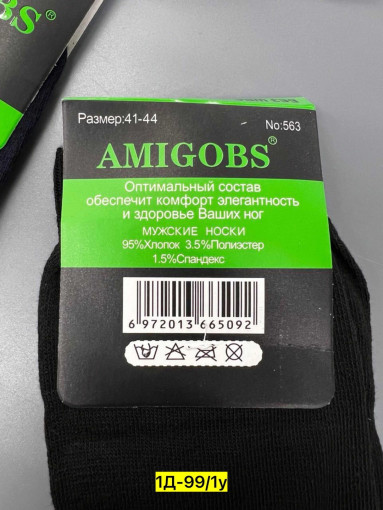 BS®
Размер:41-44
No:563
AMIGOBS®
Оптимальный состав
обеспечит комфорт элегантность
и здоровье Ваших ног
МУЖСКИЕ НОСКИ
95%Хлопок 3.5%Полиэстер
1.5%Спандекс
6 972013 665092
1Д-99/1у